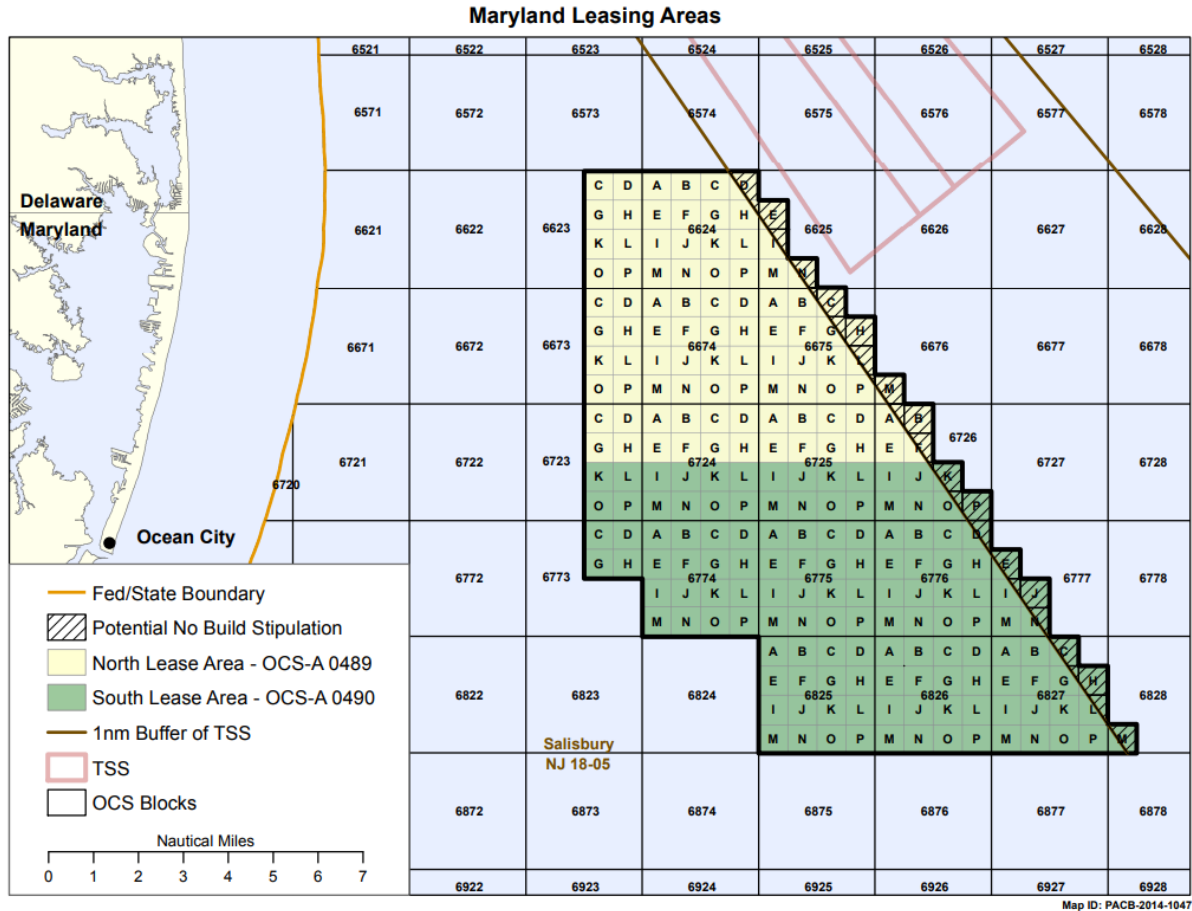 Maryland Leasing Areas
6521 6522 6523 6524 6525 6526 6527 6528
6571 6572 6573 6574 6575 6576 6577 6578
C D A B C D
Delaware
G H E F G H E
Maryland
6621 6622 6623 6624 6625 6626 6627 6628
K L I J K L I
O P M N O P M N
C D A B C D A B C
G H E F G H E F G H
6671 6672 6673 6674 6675 6676 6677 6678
K L I J K L I J K L
O P M N O P M N O P M
C D A B C D A B C D A B
6726
G H E F G H E F G H E F
6721 6722 6723 6724 6725 6727 6728
K L I J K L I J K L I J K
6720
O P M N O P M N O P M N O P
Ocean City
C D A B C D A B C D A B C D
G H E F G H E F G H E F G H E
6772 6773 6774 6775 6776 6777 6778
I J K L I J K L I J K L I J
M N O P M N O P M N O P M N
A B C D A B C D A B C
E F G H E F G H E F G H
6822 6823 6824 6825 6826 6827 6828
I J K L I J K L I J K L
M N O P M N O P M N O P M
Salisbury
NJ 18-05
6872 6873 6874 6875 6876 6877 6878
6922 6923 6924 6925 6926 6927 6928
Fed/State Boundary
Potential No Build Stipulation
North Lease Area - OCS-A 0489
South Lease Area - OCS-A 0490
1nm Buffer of TSS
TSS
OCS Blocks
Nautical Miles
0 1 2 3 4 5 6 7
Map ID: PACB-2014-1047